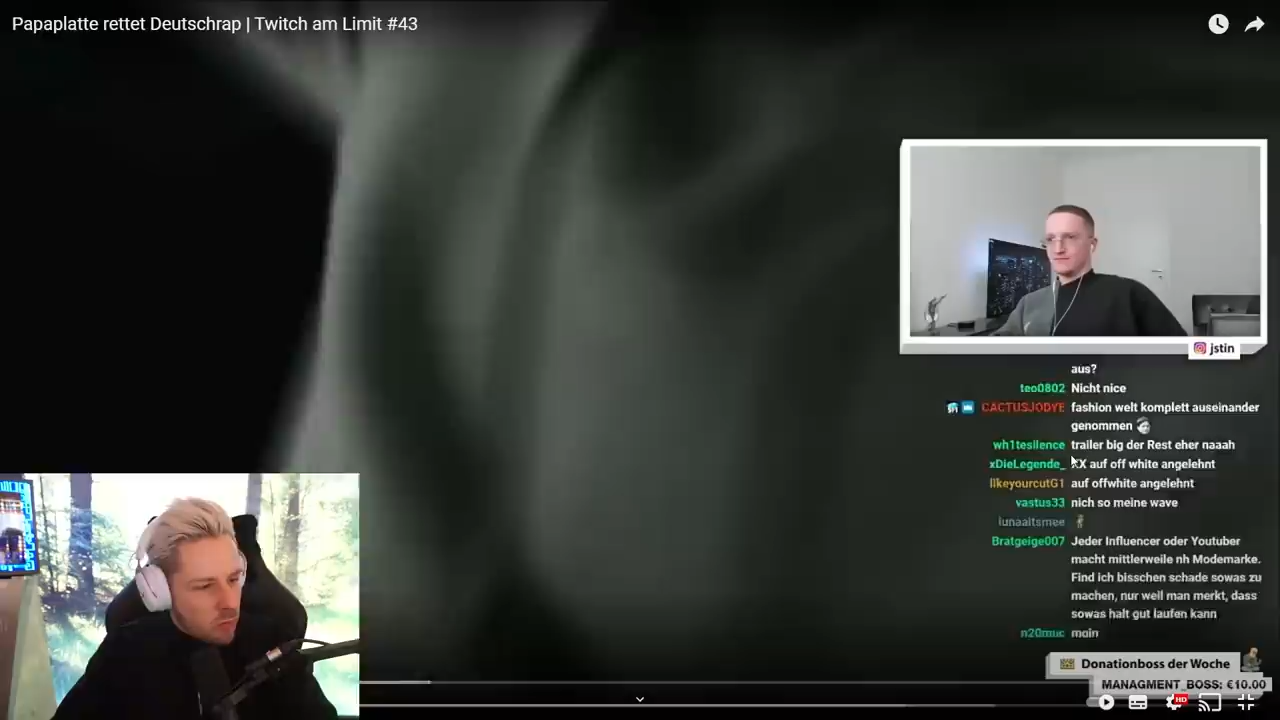 Papaplatte rettet Deutschrap | Twitch am Limit #43
jstin
aus?
teo0802 Nicht nice
CACTUSJODYE fashion welt komplett auseinander
genommen
wh1tesilence trailer big der Rest eher naaah
xDieLegende_ XX auf off white angelehnt
likeyourcutG1 auf offwhite angelehnt
vastus33 nich so meine wave
lunaaitsmee
Bratgeige007 Jeder Influencer oder Youtuber
macht mittlerweile nh Modemarke.
Find ich bisschen schade sowas zu
machen, nur weil man merkt, dass
sowas halt gut laufen kann
n20muc moin
Donationboss der Woche
MANAGMENT_BOSS: €10.00
HD